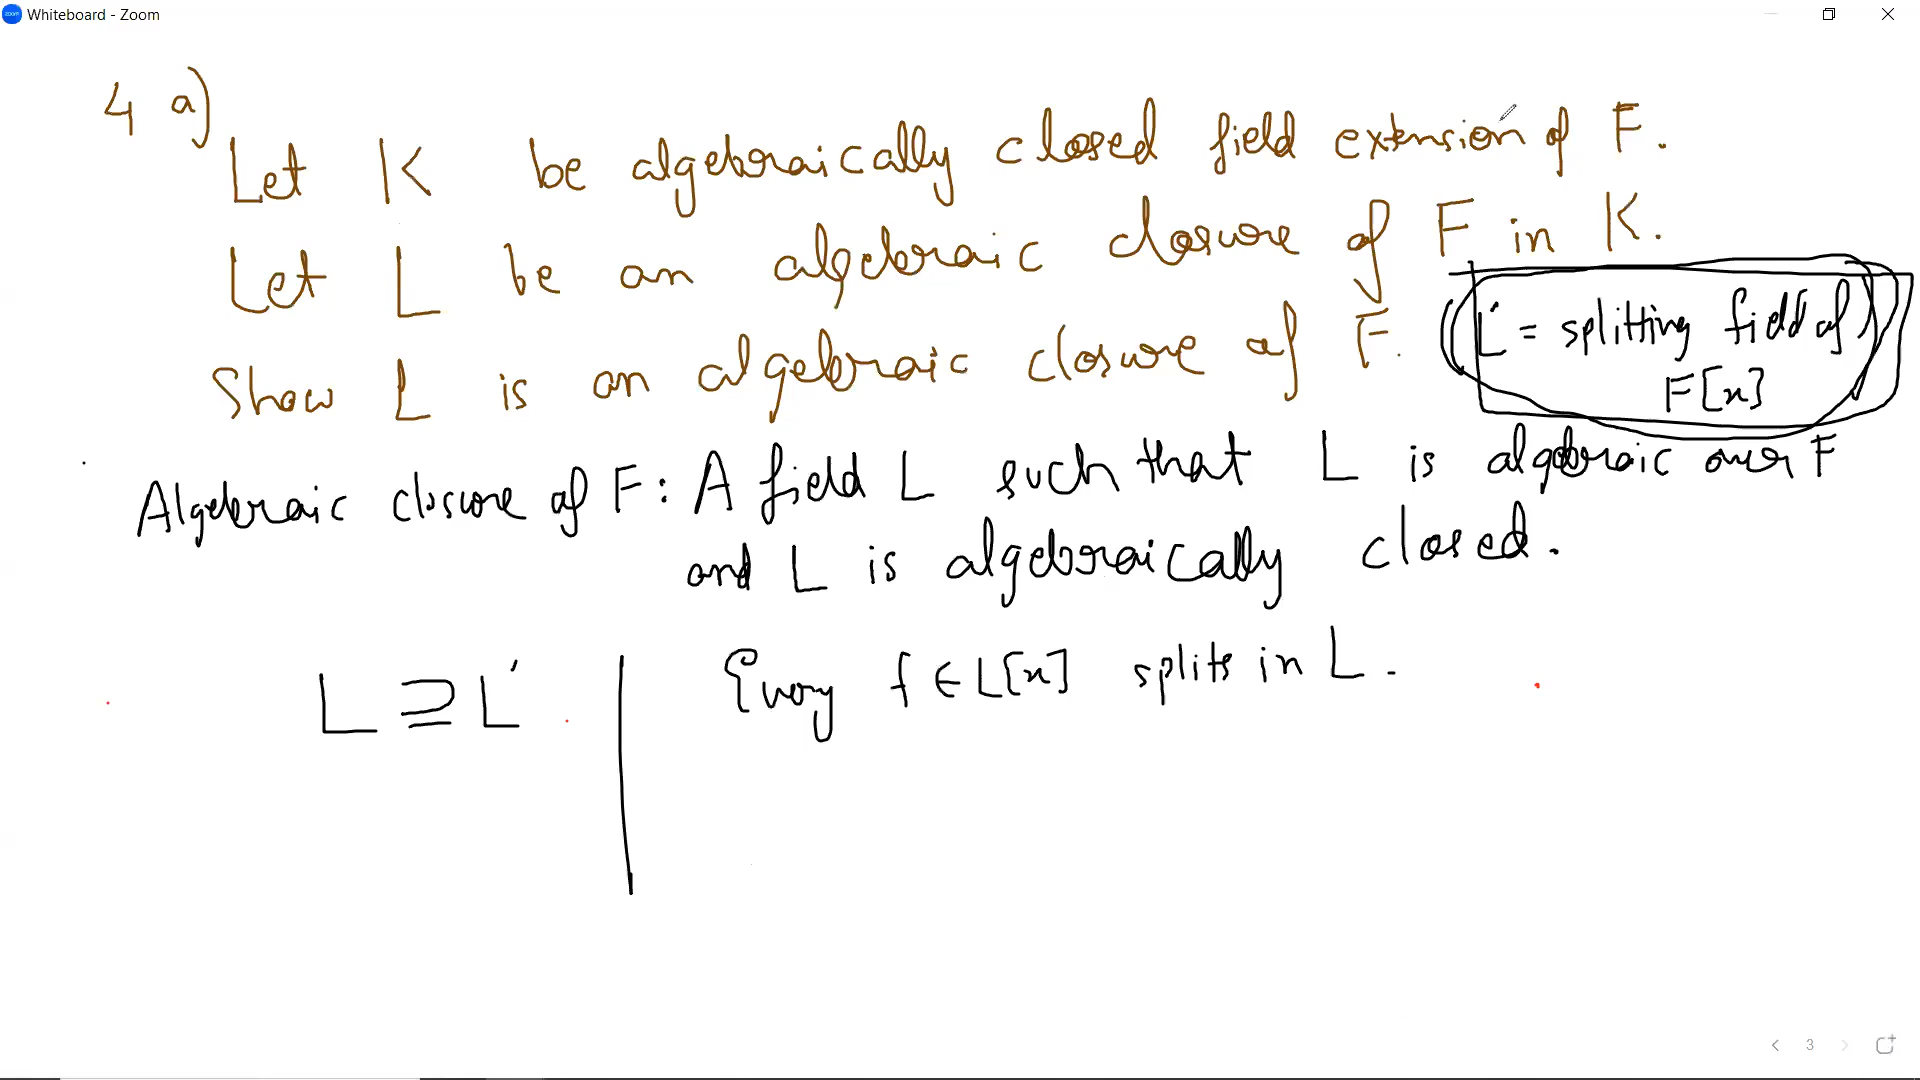 Whiteboard - Zoom
4 a)
Let K be algebraically closed field extension of F.
Let L be an algebraic closure of F in K.
Show L is an algebraic closure of F.
L' = splitting field of
F[x]
Algebraic closure of F: A field L such that L is algebraic over F
and L is algebraically closed.
L ⊇ L'
Every f ∈ L[x] splits in L.
3